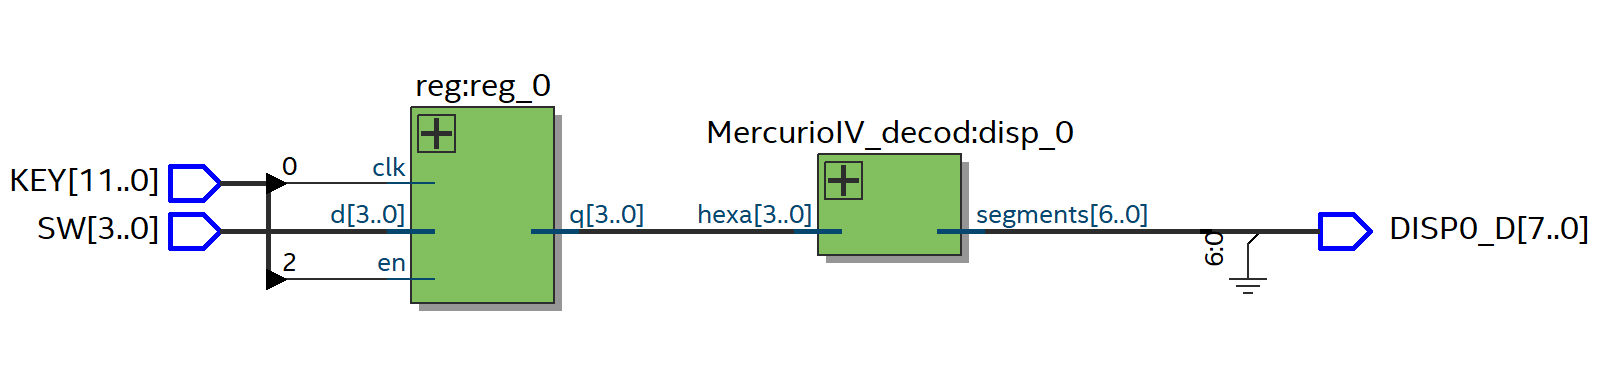 reg:reg_0
MercurioIV_decod:disp_0
KEY[11..0]
0
clk
SW[3..0]
d[3..0]
q[3..0]
hexa[3..0]
segments[6..0]
6:0
DISP0_D[7..0]
2
en